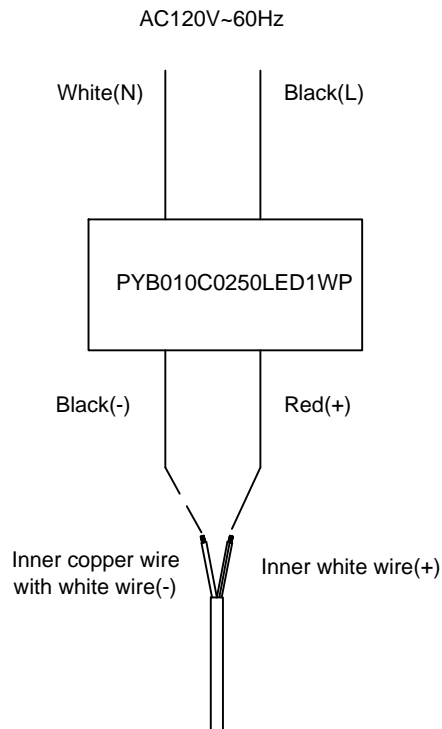 AC120V~60Hz
White(N)
Black(L)
PYB010C0250LED1WP
Black(-)
Red(+)
Inner copper wire
with white wire(-)
Inner white wire(+)